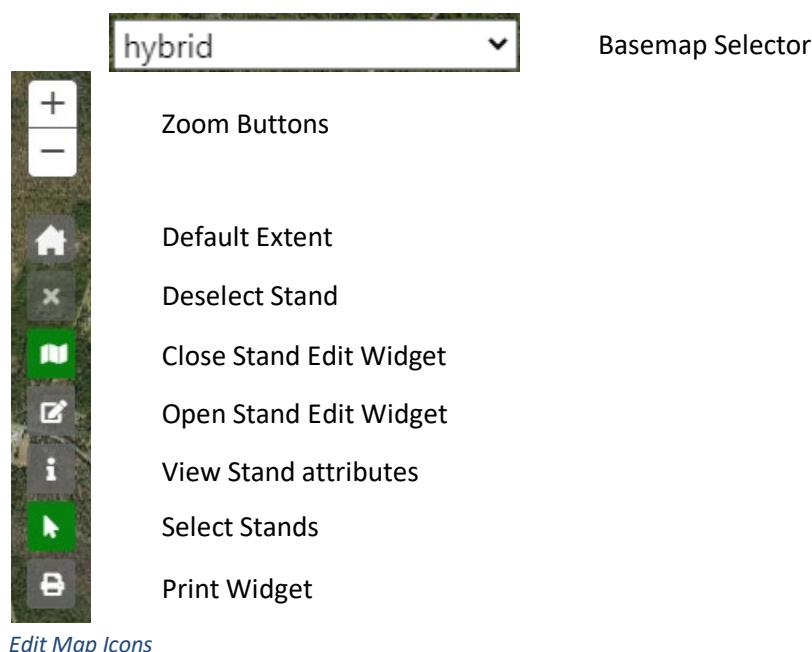 hybrid Basemap Selector
Zoom Buttons
Default Extent
Deselect Stand
Close Stand Edit Widget
Open Stand Edit Widget
View Stand attributes
Select Stands
Print Widget
Edit Map Icons